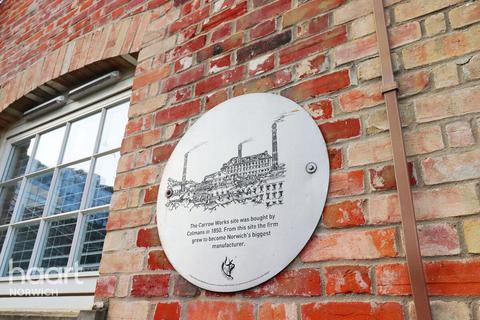 The Carrow Works site was bought by
Colmans in 1850. From this site the firm
grew to become Norwich's biggest
manufacturer.
haart
NORWICH